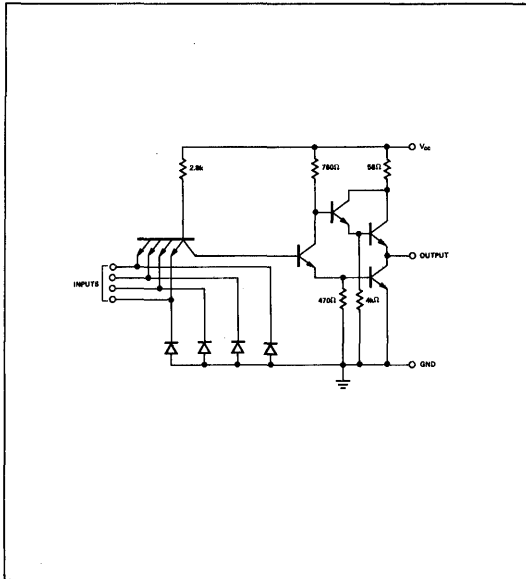 Vcc
2.8k
760Ω
58Ω
INPUTS
OUTPUT
470Ω
4kΩ
GND